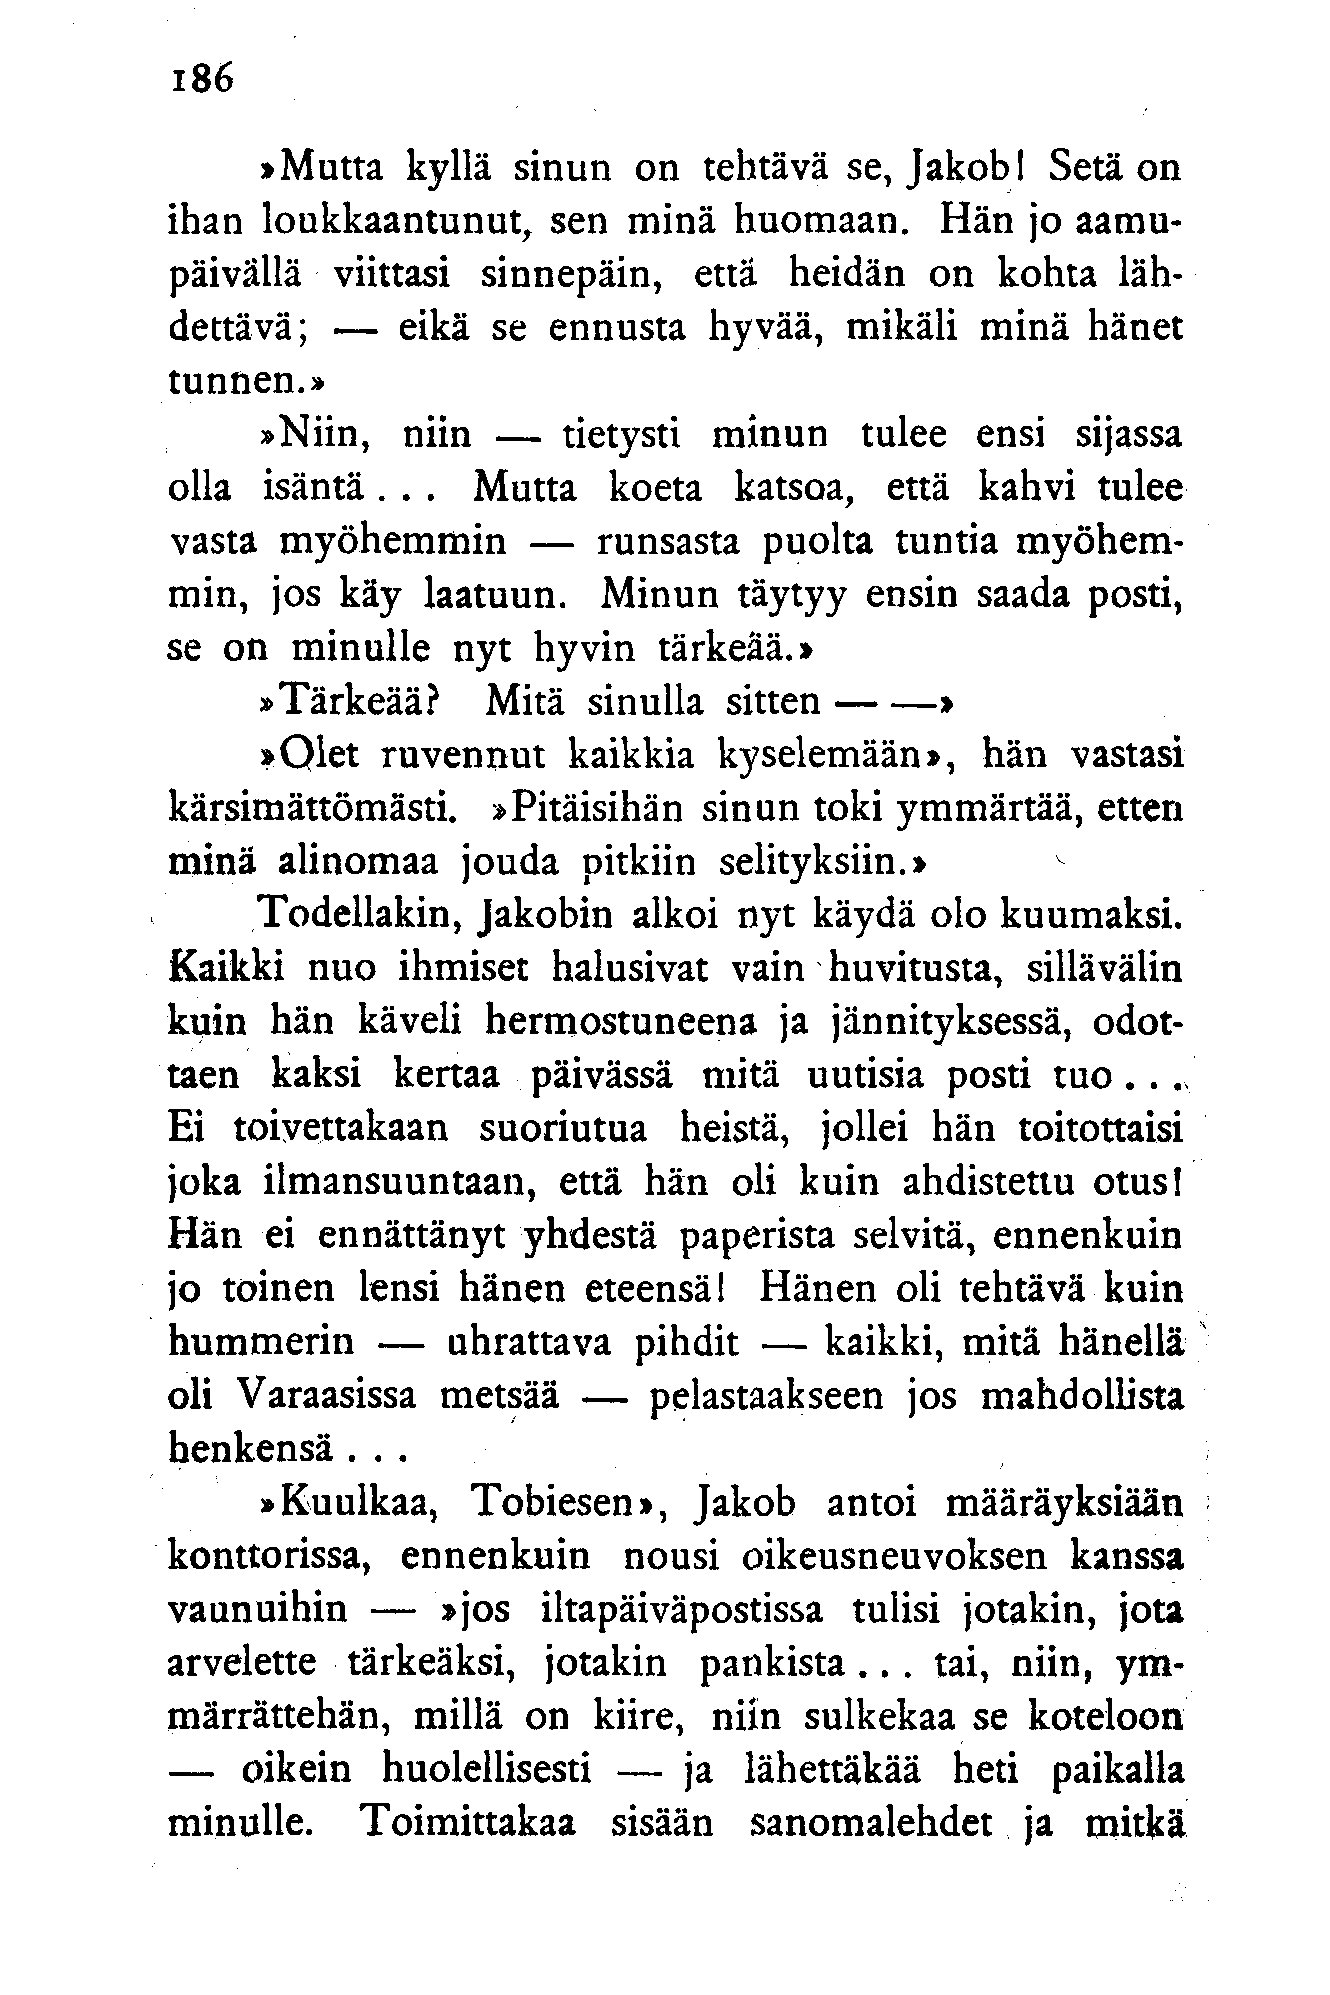 186
»Mutta kyllä sinun on tehtävä se, Jakob! Setä on
ihan loukkaantunut, sen minä huomaan. Hän jo aamu-
päivällä viittasi sinnepäin, että heidän on kohta läh-
dettävä; — eikä se ennusta hyvää, mikäli minä hänet
tunnen.»
»Niin, niin — tietysti minun tulee ensi sijassa
olla isäntä . . . Mutta koeta katsoa, että kahvi tulee
vasta myöhemmin — runsasta puolta tuntia myöhem-
min, jos käy laatuun. Minun täytyy ensin saada posti,
se on minulle nyt hyvin tärkeää.»
»Tärkeää? Mitä sinulla sitten — —»
»Olet ruvennut kaikkia kyselemään», hän vastasi
kärsimättömästi. »Pitäisihän sinun toki ymmärtää, etten
minä alinomaa jouda pitkiin selityksiin.»
Todellakin, Jakobin alkoi nyt käydä olo kuumaksi.
Kaikki nuo ihmiset halusivat vain huvitusta, sillävälin
kuin hän käveli hermostuneena ja jännityksessä, odot-
taen kaksi kertaa päivässä mitä uutisia posti tuo . . .
Ei toivettakaan suoriutua heistä, jollei hän toitottaisi
joka ilmansuuntaan, että hän oli kuin ahdistettu otus!
Hän ei ennättänyt yhdestä paperista selvitä, ennenkuin
jo toinen lensi hänen eteensä! Hänen oli tehtävä kuin
hummerin — uhrattava pihdit — kaikki, mitä hänellä
oli Varaasissa metsää — pelastaakseen jos mahdollista
henkensä . . .
»Kuulkaa, Tobiesen», Jakob antoi määräyksiään
konttorissa, ennenkuin nousi oikeusneuvoksen kanssa
vaunuihin — »jos iltapäiväpostissa tulisi jotakin, jota
arvelette tärkeäksi, jotakin pankista . . . tai, niin, ym-
märrättehän, millä on kiire, niin sulkekaa se koteloon
— oikein huolellisesti — ja lähettäkää heti paikalla
minulle. Toimittakaa sisään sanomalehdet ja mitkä